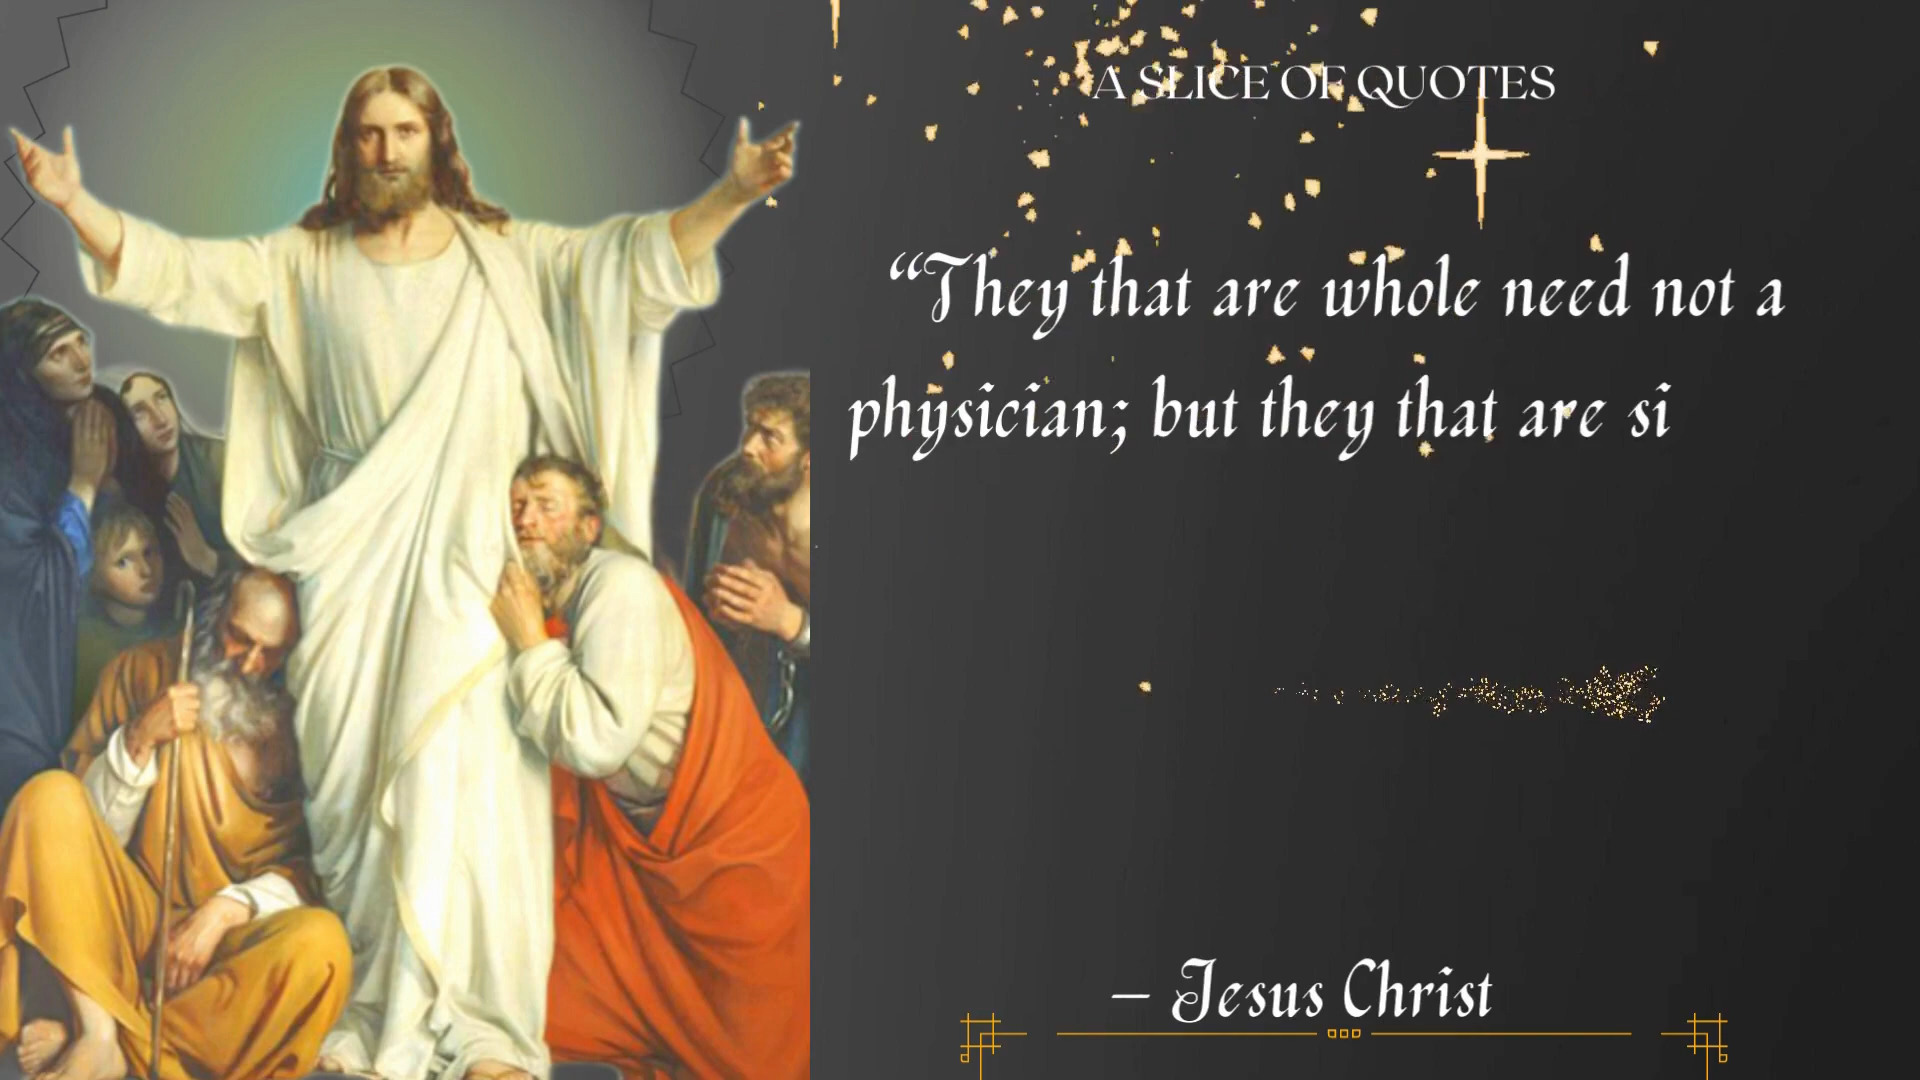 A SLICE OF QUOTES
“They that are whole need not a
physician; but they that are si
– Jesus Christ